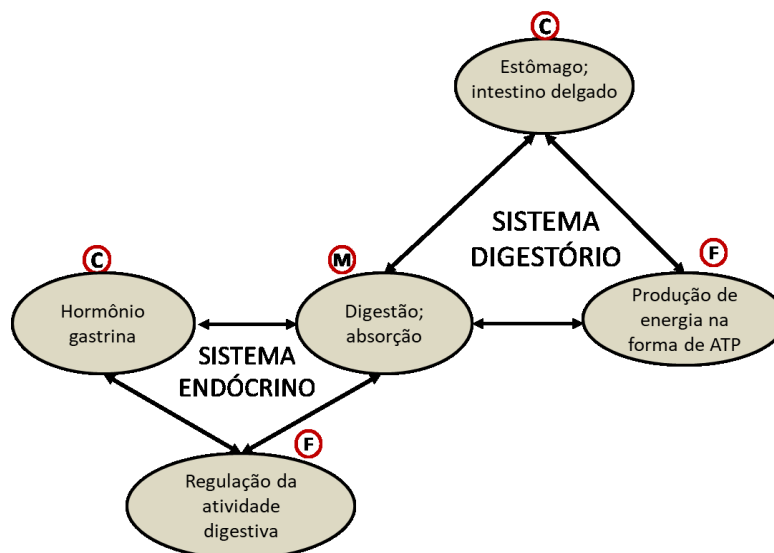 C
Estômago;
intestino delgado
SISTEMA
DIGESTÓRIO
F
Produção de
energia na
forma de ATP
C
Hormônio
gastrina
M
Digestão;
absorção
SISTEMA
ENDÓCRINO
F
Regulação da
atividade
digestiva